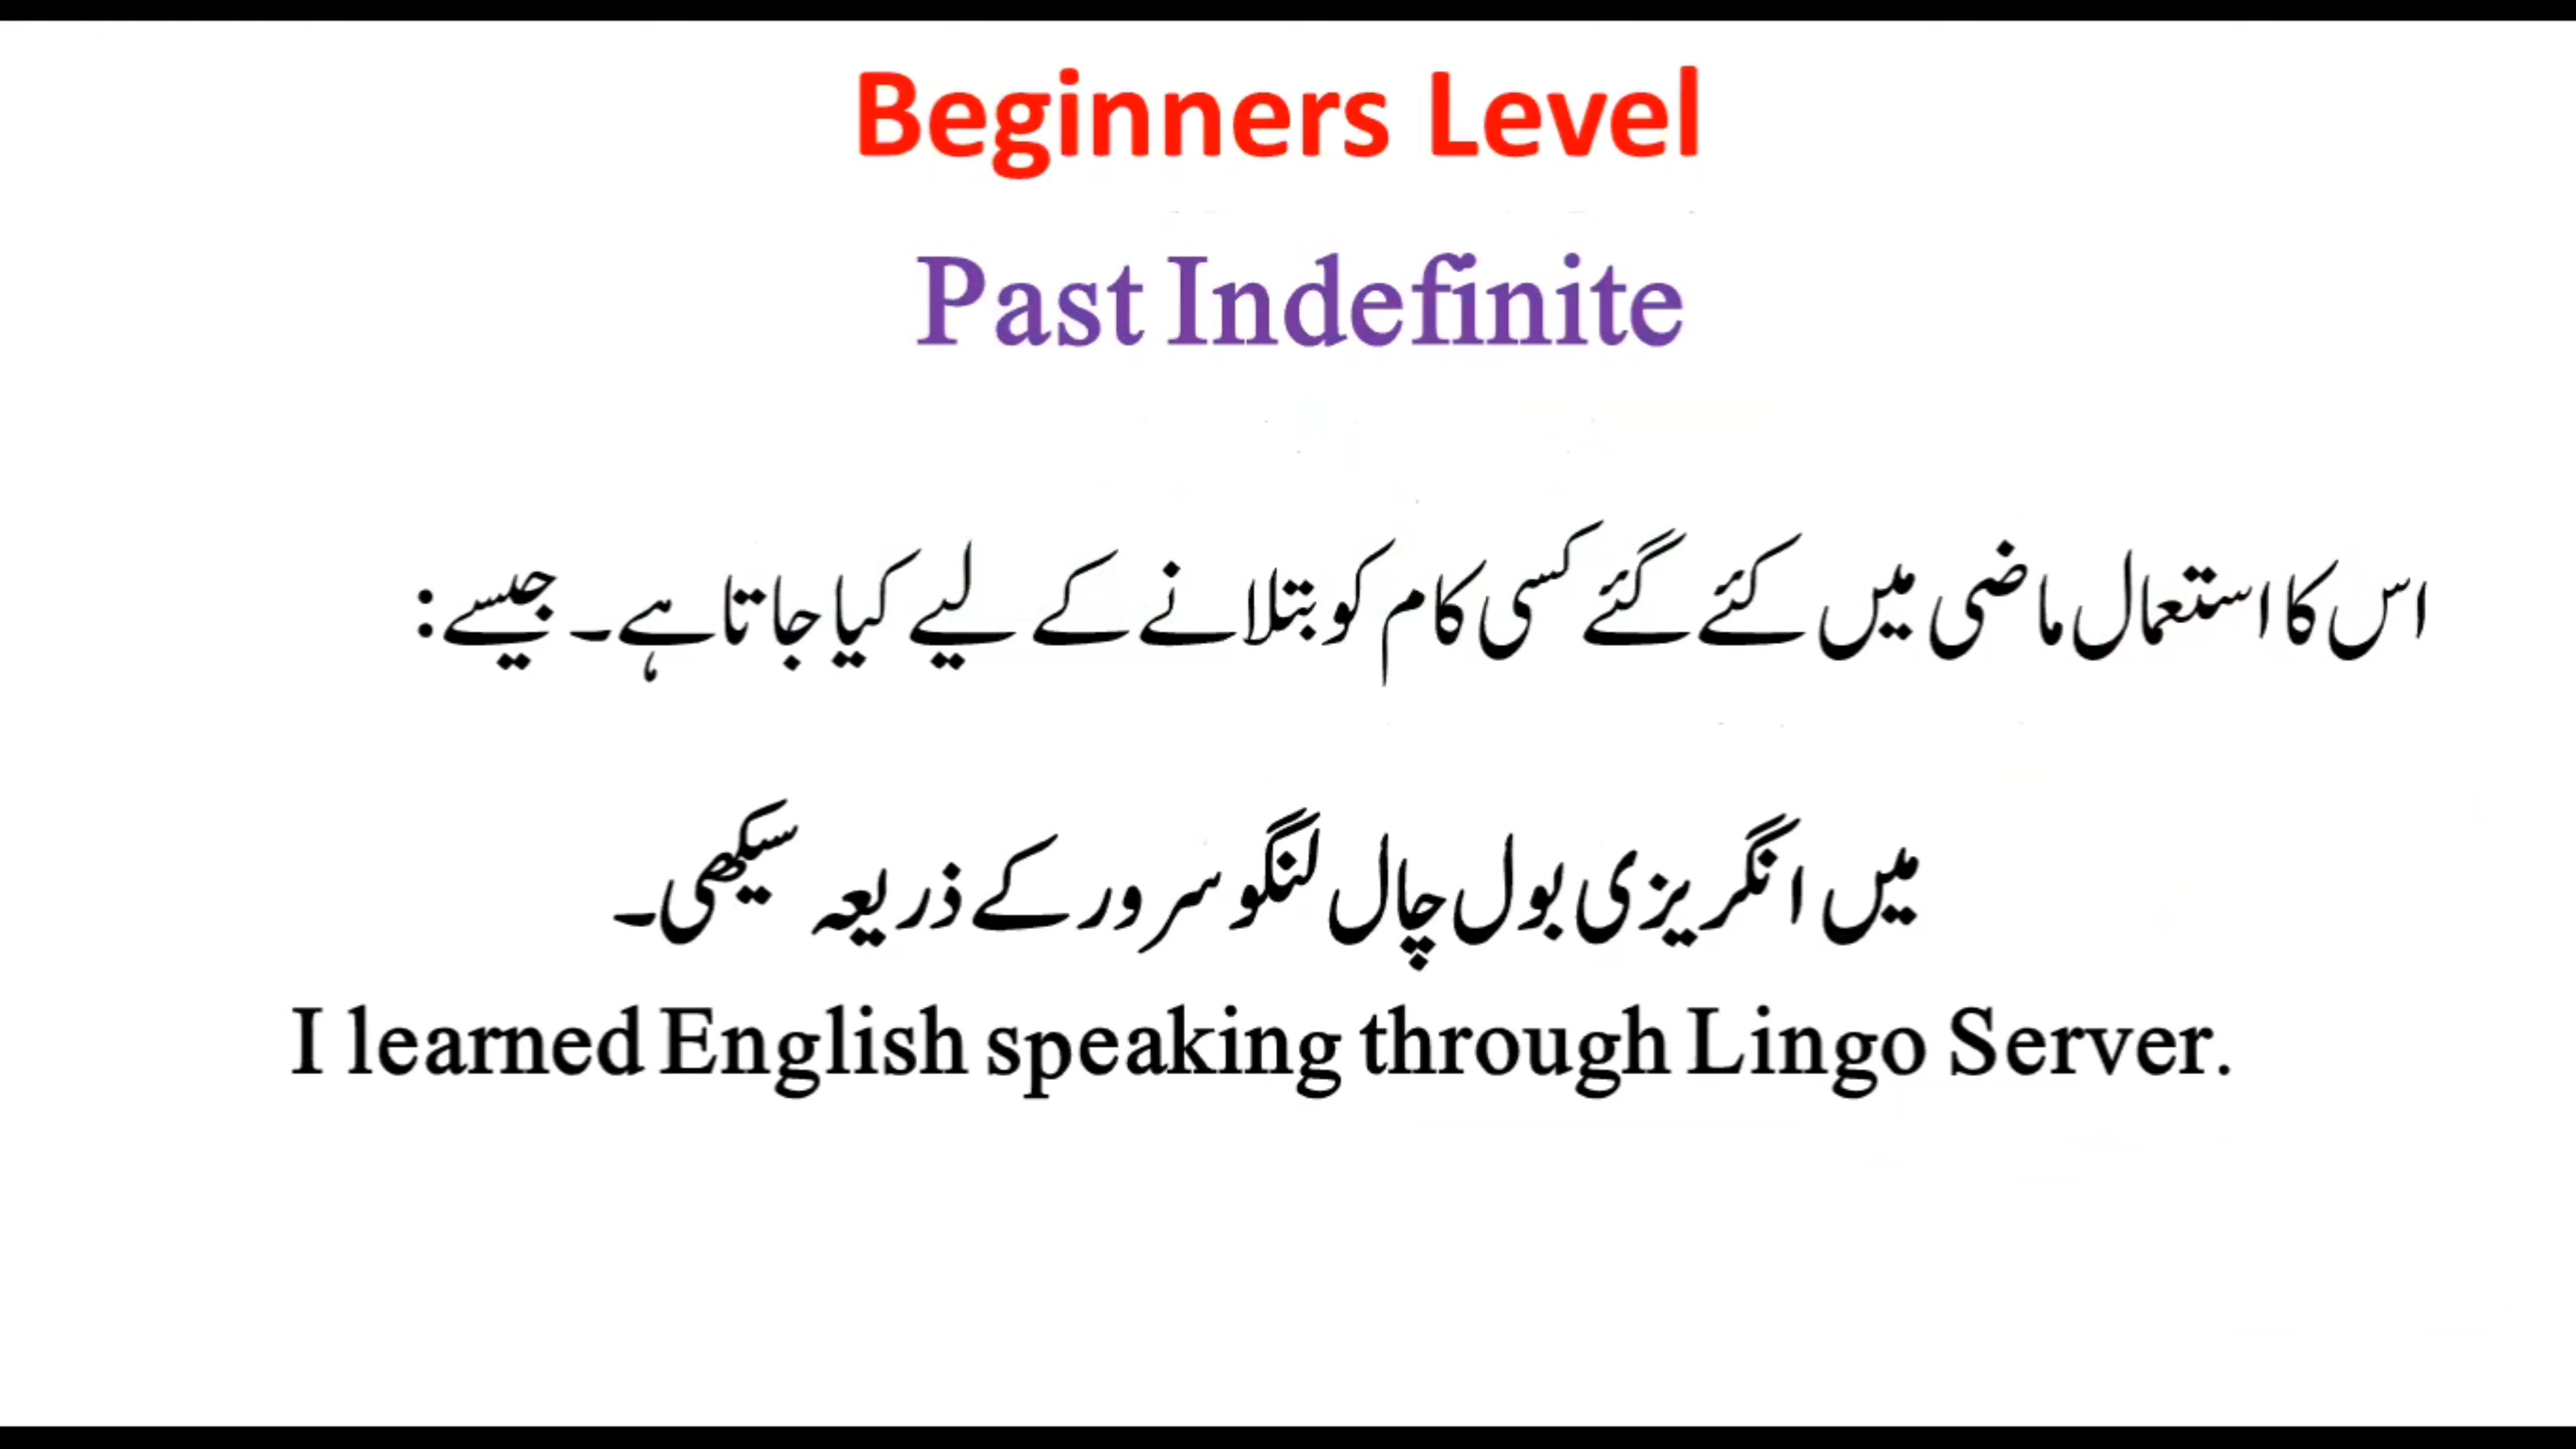 Beginners Level
Past Indefinite
اس کا استعمال ماضی میں کئے گئے کسی کام کو بتلانے کے لیے کیا جاتا ہے۔ جیسے:
میں انگریزی بول چال لنگو سرور کے ذریعہ سیکھی۔
I learned English speaking through Lingo Server.